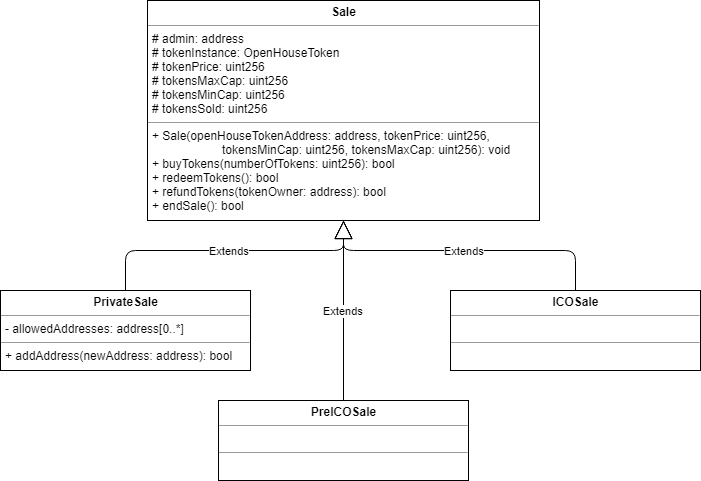 Sale
# admin: address
# tokenInstance: OpenHouseToken
# tokenPrice: uint256
# tokensMaxCap: uint256
# tokensMinCap: uint256
# tokensSold: uint256
+ Sale(openHouseTokenAddress: address, tokenPrice: uint256,
tokensMinCap: uint256, tokensMaxCap: uint256): void
+ buyTokens(numberOfTokens: uint256): bool
+ redeemTokens(): bool
+ refundTokens(tokenOwner: address): bool
+ endSale(): bool
Extends
Extends
Extends
PrivateSale
- allowedAddresses: address[0..*]
+ addAddress(newAddress: address): bool
ICOSale
PreICOSale